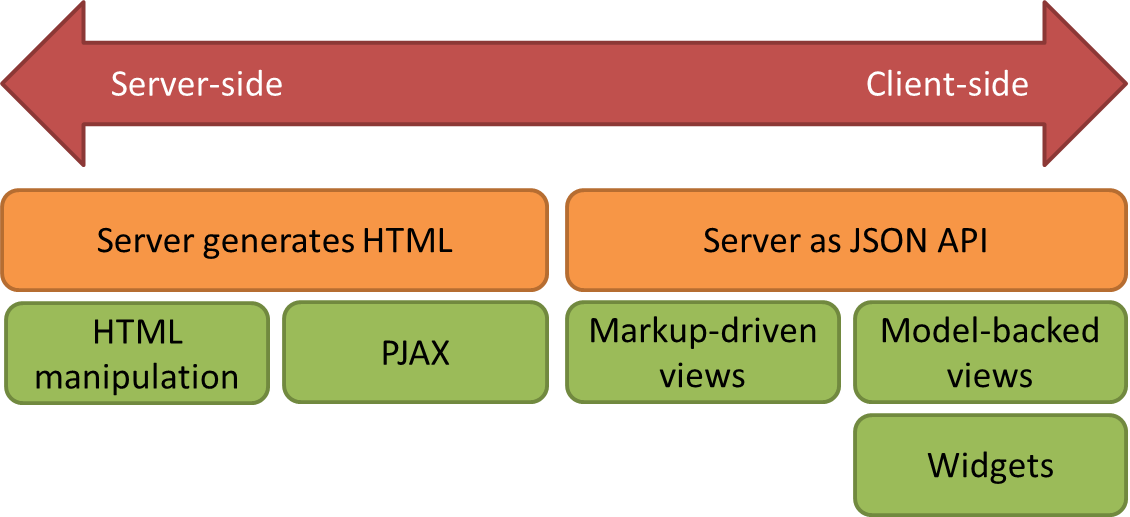 Server-side
Client-side
Server generates HTML
Server as JSON API
HTML
manipulation
PJAX
Markup-driven
views
Model-backed
views
Widgets